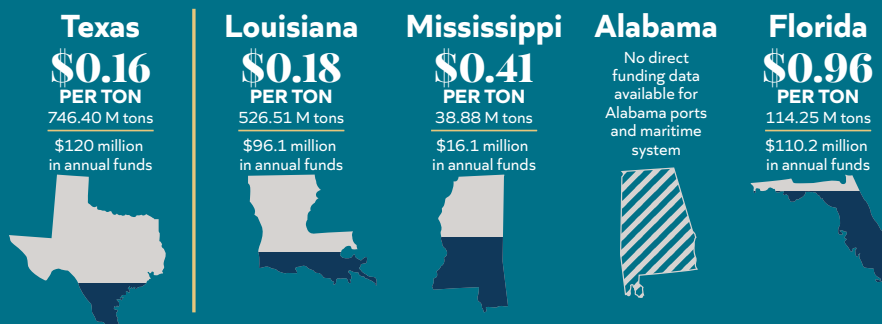 Texas
$0.16
PER TON
746.40 M tons
$120 million
in annual funds
Louisiana
$0.18
PER TON
526.51 M tons
$96.1 million
in annual funds
Mississippi
$0.41
PER TON
38.88 M tons
$16.1 million
in annual funds
Alabama
No direct
funding data
available for
Alabama ports
and maritime
system
Florida
$0.96
PER TON
114.25 M tons
$110.2 million
in annual funds